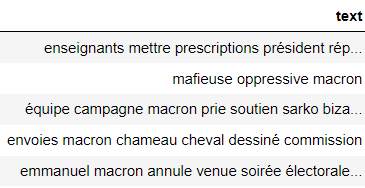 text
enseignants mettre prescriptions président rép...
mafieuse oppressive macron
équipe campagne macron prie soutien sarko biza...
envoies macron chameau cheval dessiné commission
emmanuel macron annule venue soirée électorale...